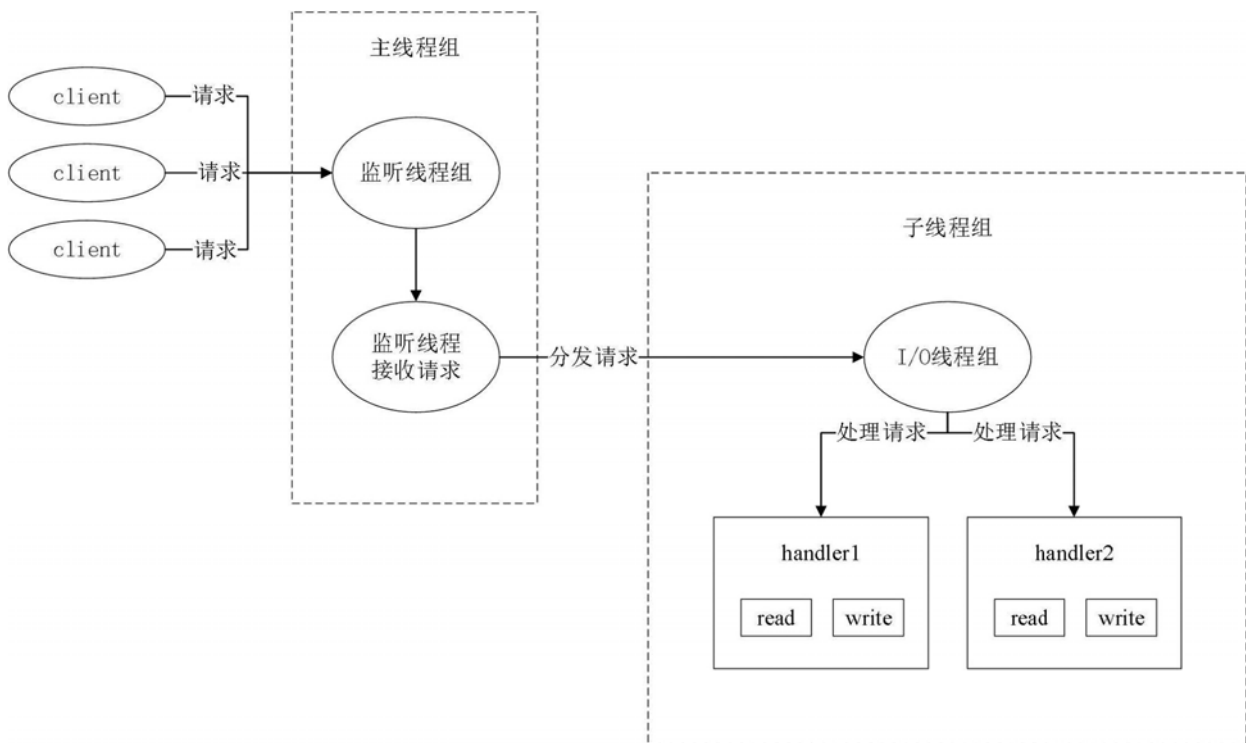 主线程组
client
请求
client
请求
client
请求
监听线程组
监听线程
接收请求
分发请求
子线程组
I/O线程组
处理请求
处理请求
handler1
read
write
handler2
read
write